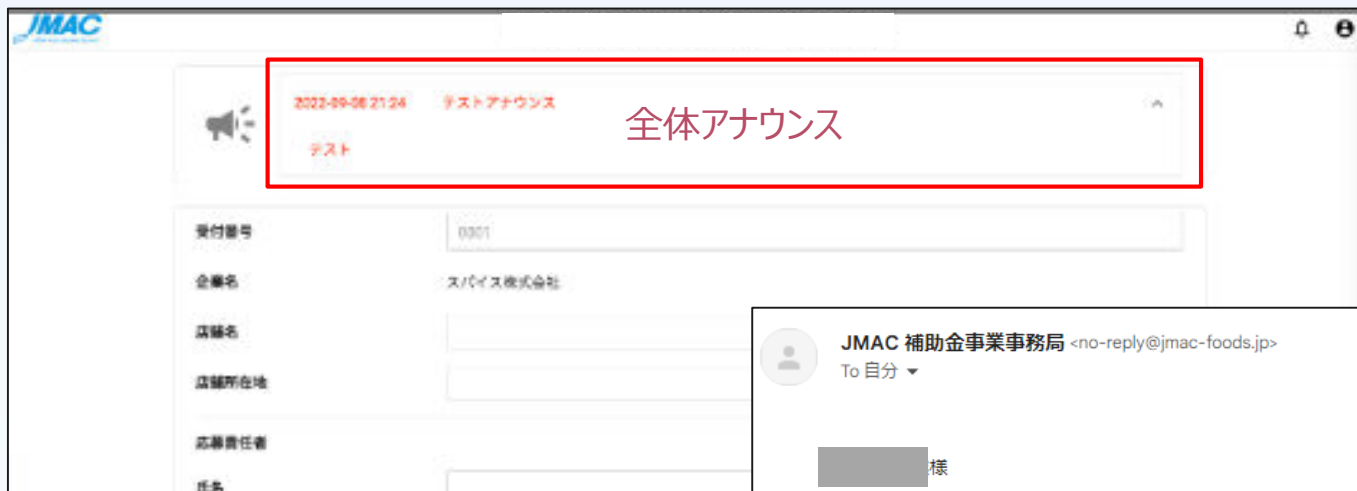 JMAC
2022-09-08 21:24 テストアナウンス
テスト
全体アナウンス
受付番号 0001
企業名 スパイス株式会社
店舗名
店舗所在地
応募責任者
氏名
JMAC 補助金事業事務局 <no-reply@jmac-foods.jp>
To 自分
様